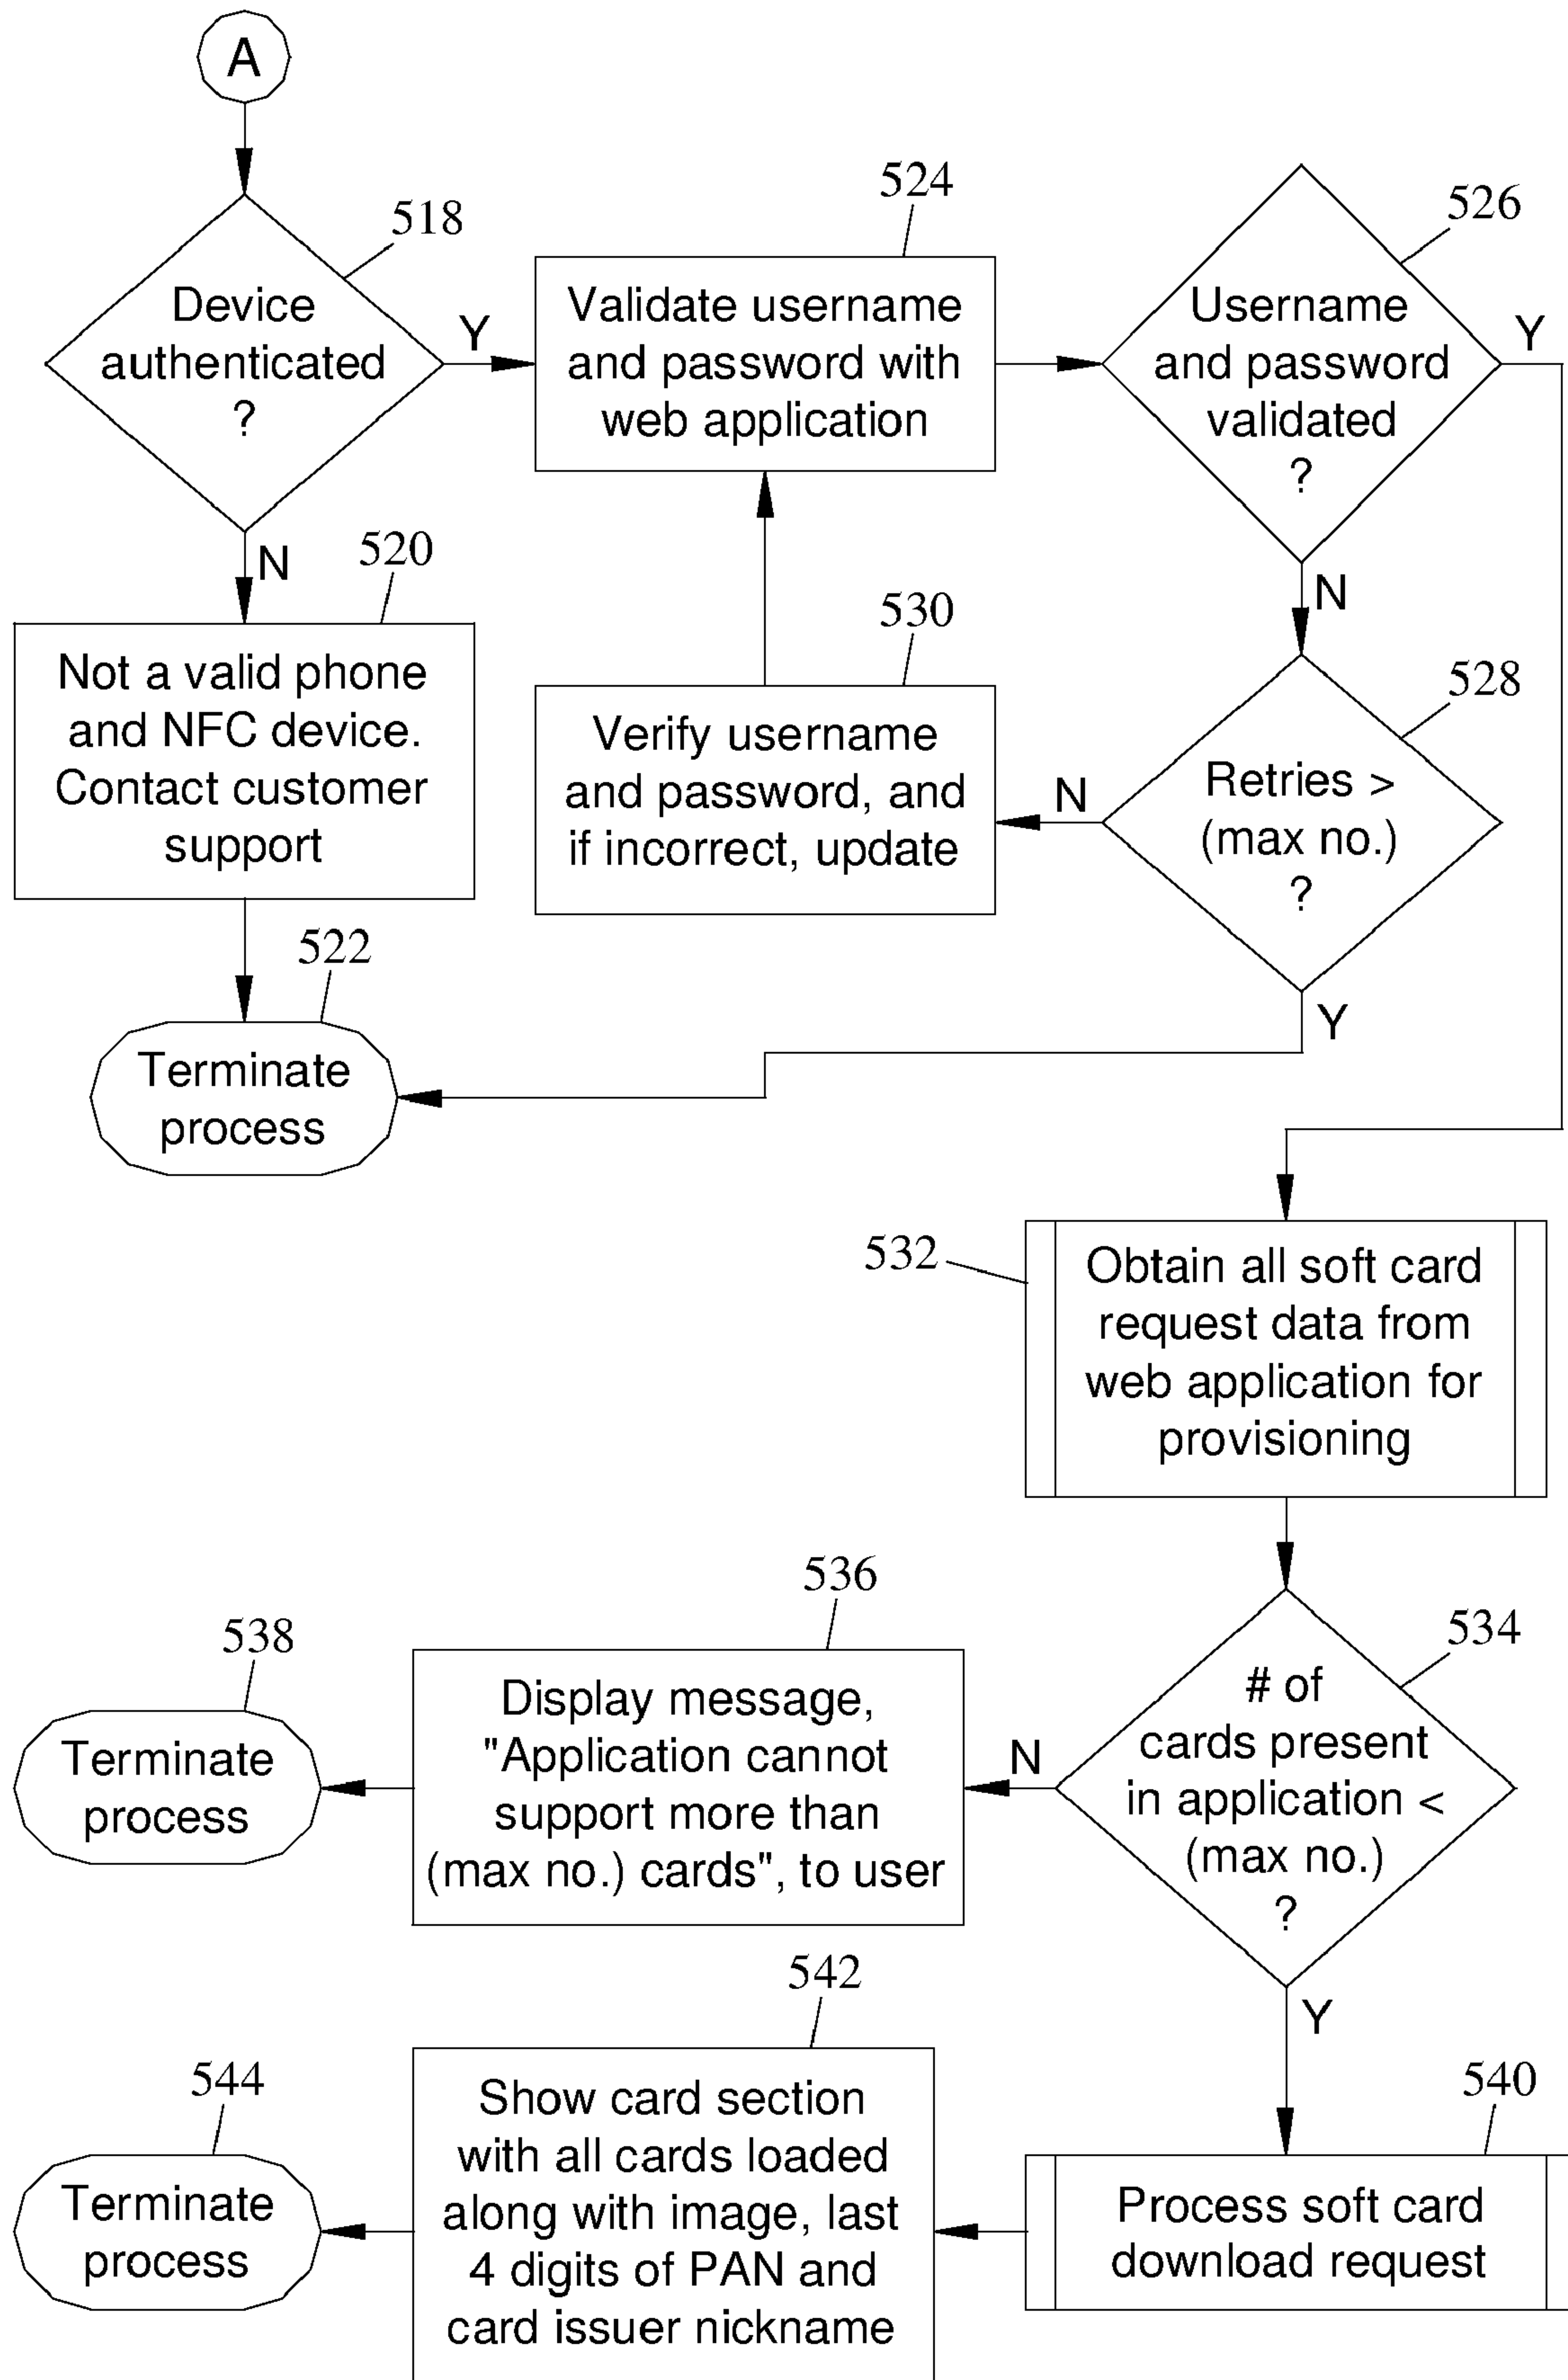 A
518
Device
authenticated
?
Y
N
524
Validate username
and password with
web application
526
Username
and password
validated
?
Y
N
520
Not a valid phone
and NFC device.
Contact customer
support
530
Verify username
and password, and
if incorrect, update
528
Retries >
(max no.)
?
N
Y
522
Terminate
process
532
Obtain all soft card
request data from
web application for
provisioning
534
# of
cards present
in application <
(max no.)
?
N
Y
536
Display message,
"Application cannot
support more than
(max no.) cards", to user
538
Terminate
process
540
Process soft card
download request
542
Show card section
with all cards loaded
along with image, last
4 digits of PAN and
card issuer nickname
544
Terminate
process